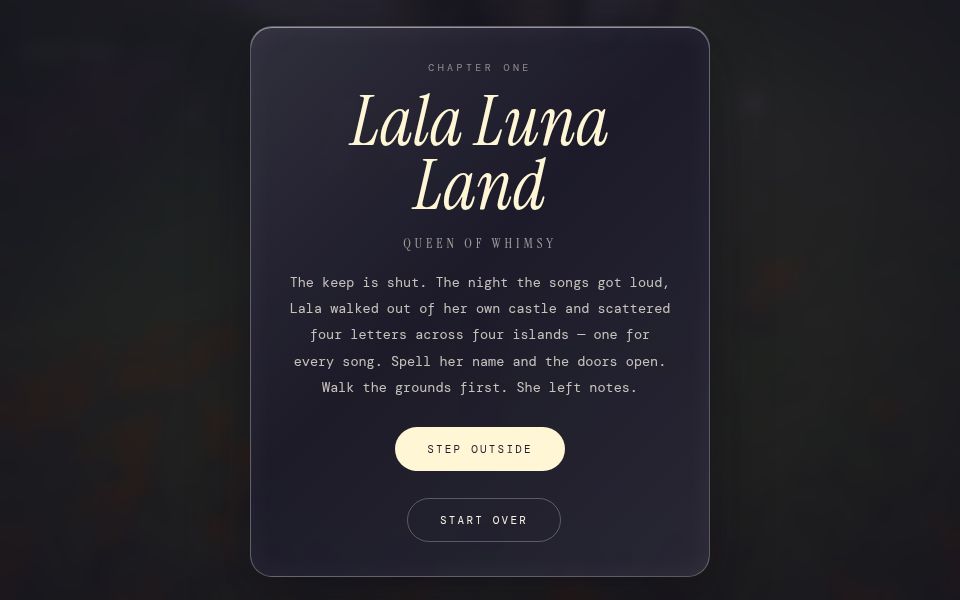 CHAPTER ONE
Lala Luna
Land
QUEEN OF WHIMSY
The keep is shut. The night the songs got loud,
Lala walked out of her own castle and scattered
four letters across four islands — one for
every song. Spell her name and the doors open.
Walk the grounds first. She left notes.
STEP OUTSIDE
START OVER